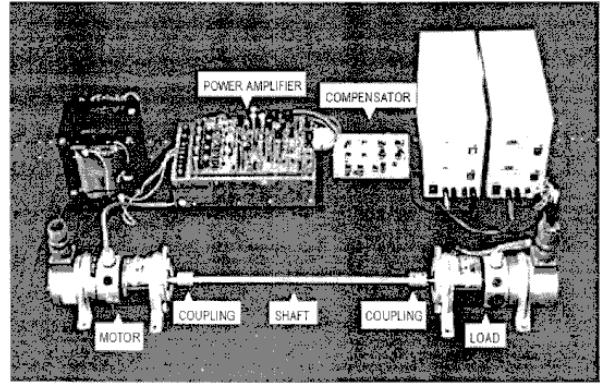 POWER AMPLIFIER
COMPENSATOR
COUPLING
SHAFT
COUPLING
MOTOR
LOAD